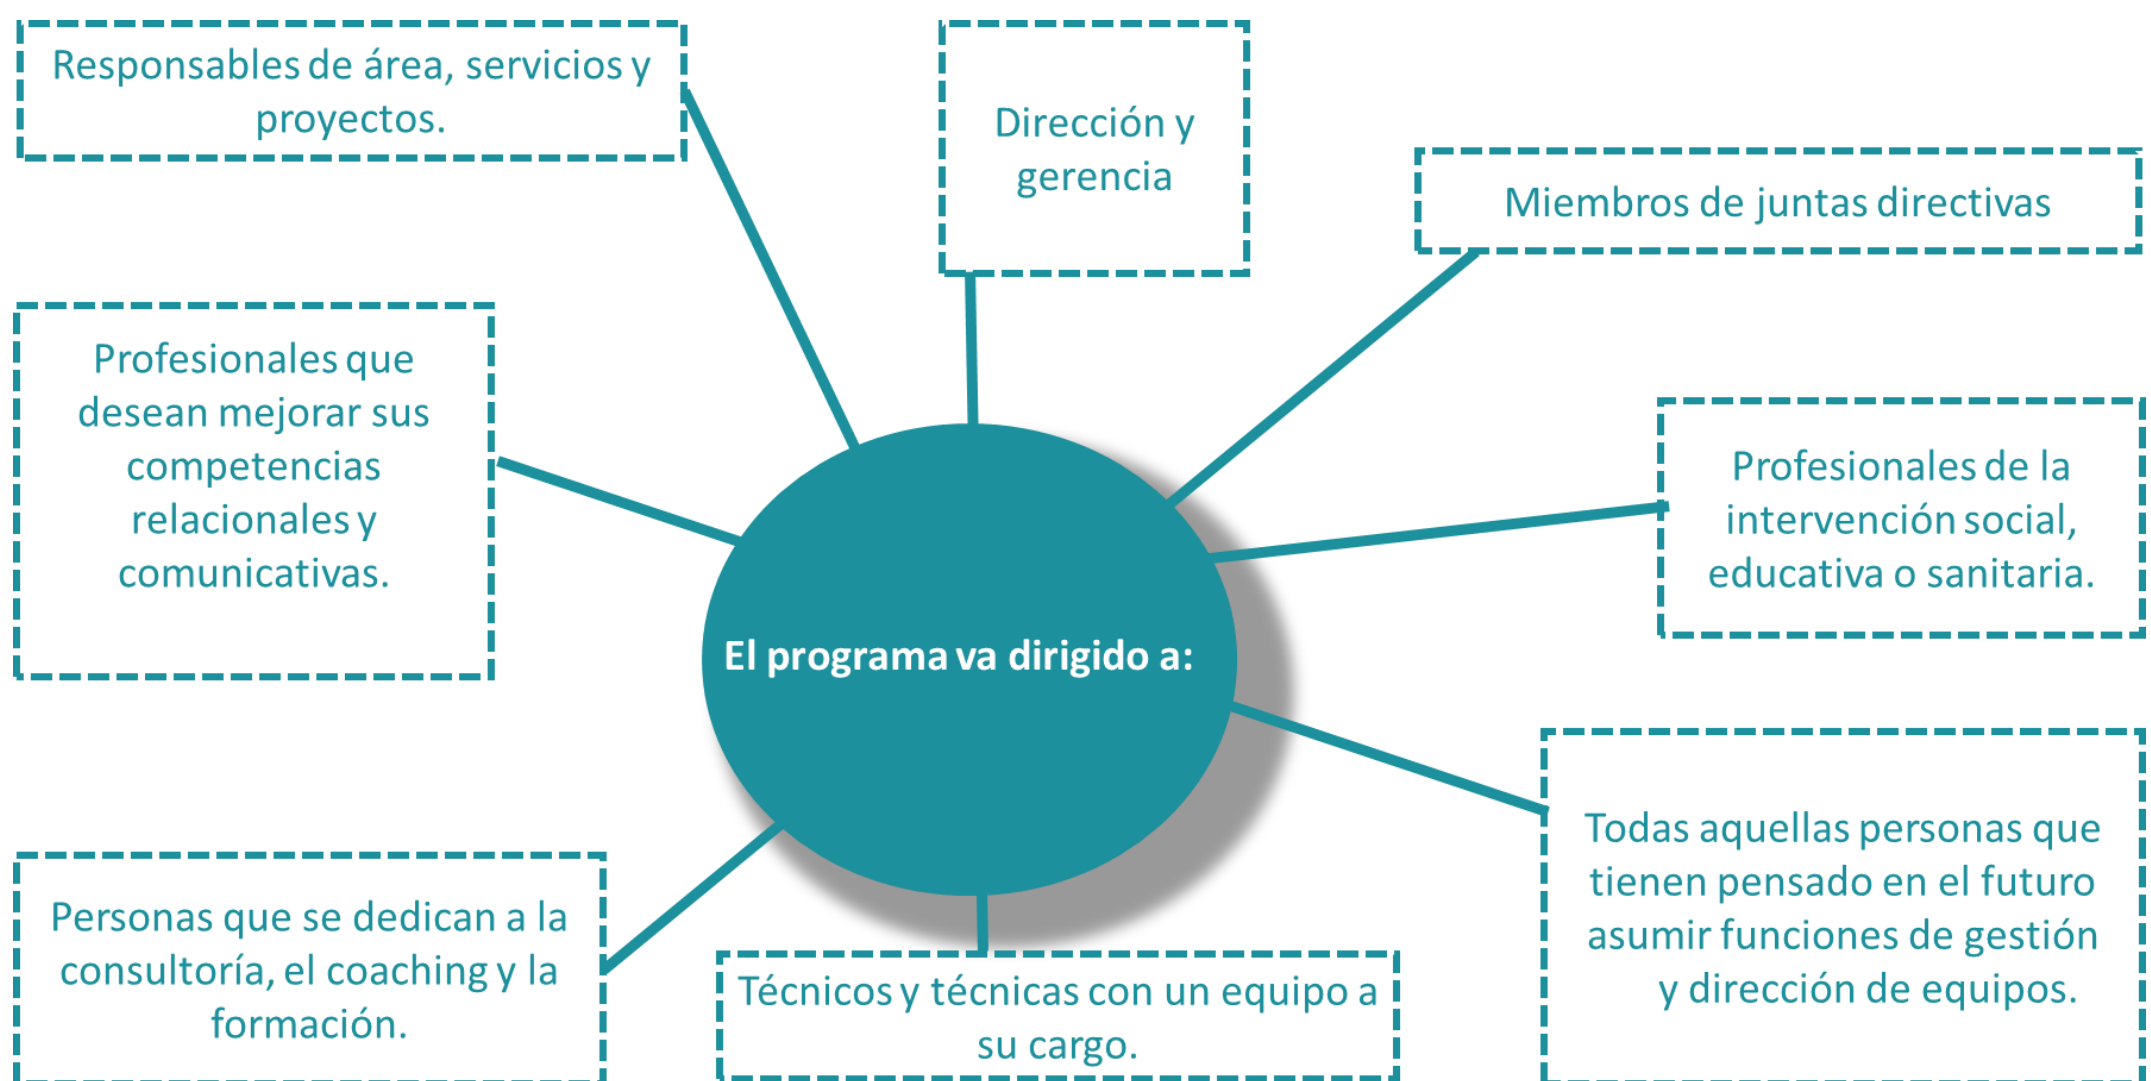 Responsables de área, servicios y
proyectos.
Dirección y
gerencia
Miembros de juntas directivas
Profesionales que
desean mejorar sus
competencias
relacionales y
comunicativas.
Profesionales de la
intervención social,
educativa o sanitaria.
El programa va dirigido a:
Todas aquellas personas que
tienen pensado en el futuro
asumir funciones de gestión
y dirección de equipos.
Personas que se dedican a la
consultoría, el coaching y la
formación.
Técnicos y técnicas con un equipo a
su cargo.